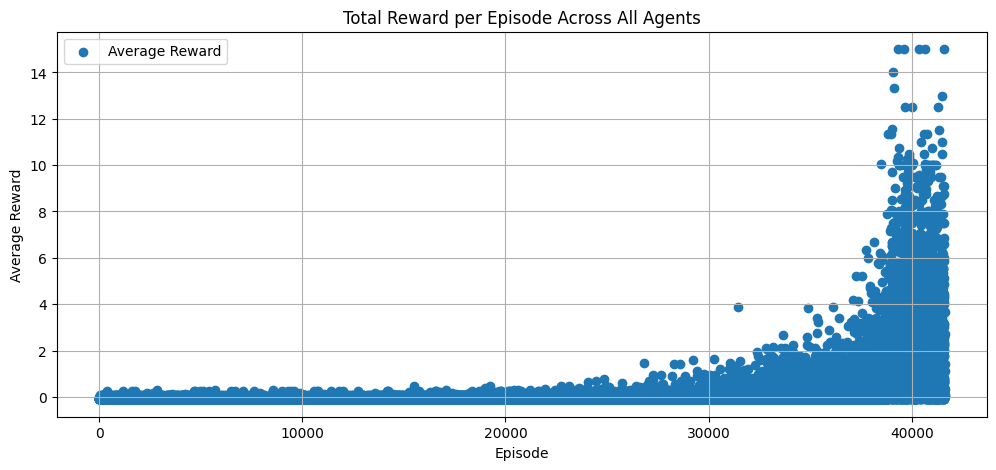 Total Reward per Episode Across All Agents
Average Reward
14
12
10
8
6
4
2
0
Average Reward
0 10000 20000 30000 40000
Episode